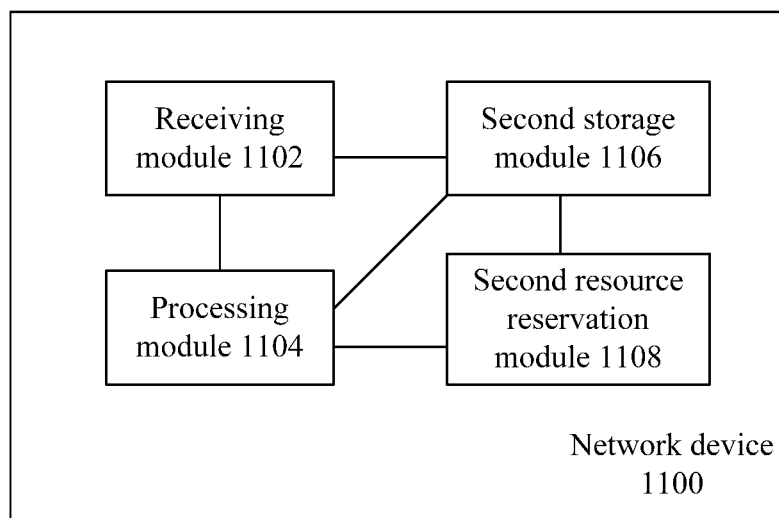 Receiving
module 1102
Second storage
module 1106
Processing
module 1104
Second resource
reservation
module 1108
Network device
1100